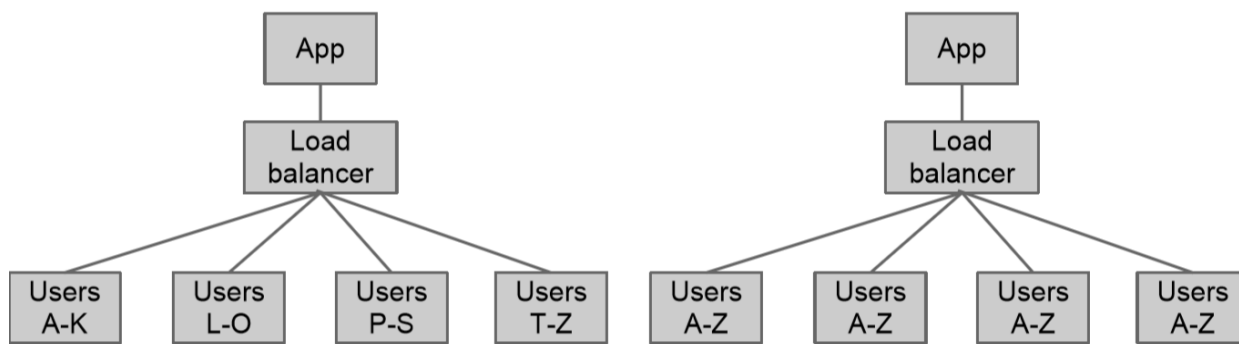 App
Load
balancer
Users
A-K
Users
L-O
Users
P-S
Users
T-Z
App
Load
balancer
Users
A-Z
Users
A-Z
Users
A-Z
Users
A-Z